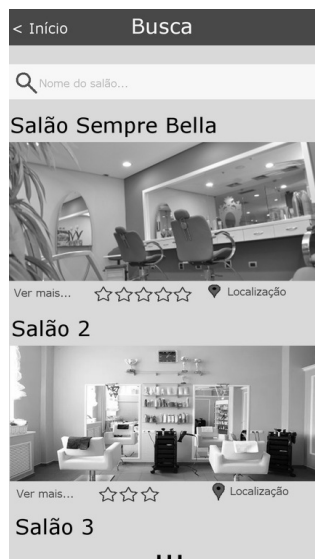 < Início Busca
Nome do salão...
Salão Sempre Bella
Ver mais... Localização
Salão 2
Ver mais... Localização
Salão 3
...